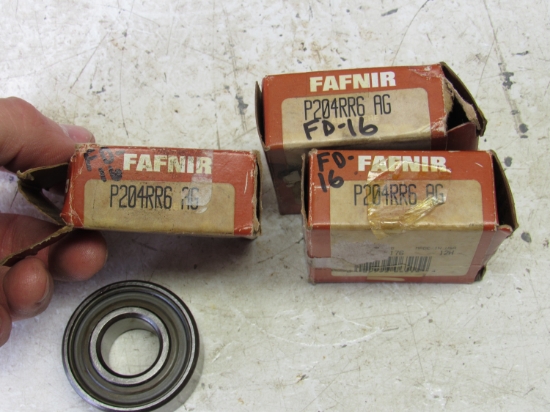 FAFNIR
P204RR6 AG
FD-16
FD-
16
FAFNIR
P204RR6 AG
FD-
16
FAFNIR
P204RR6 AG